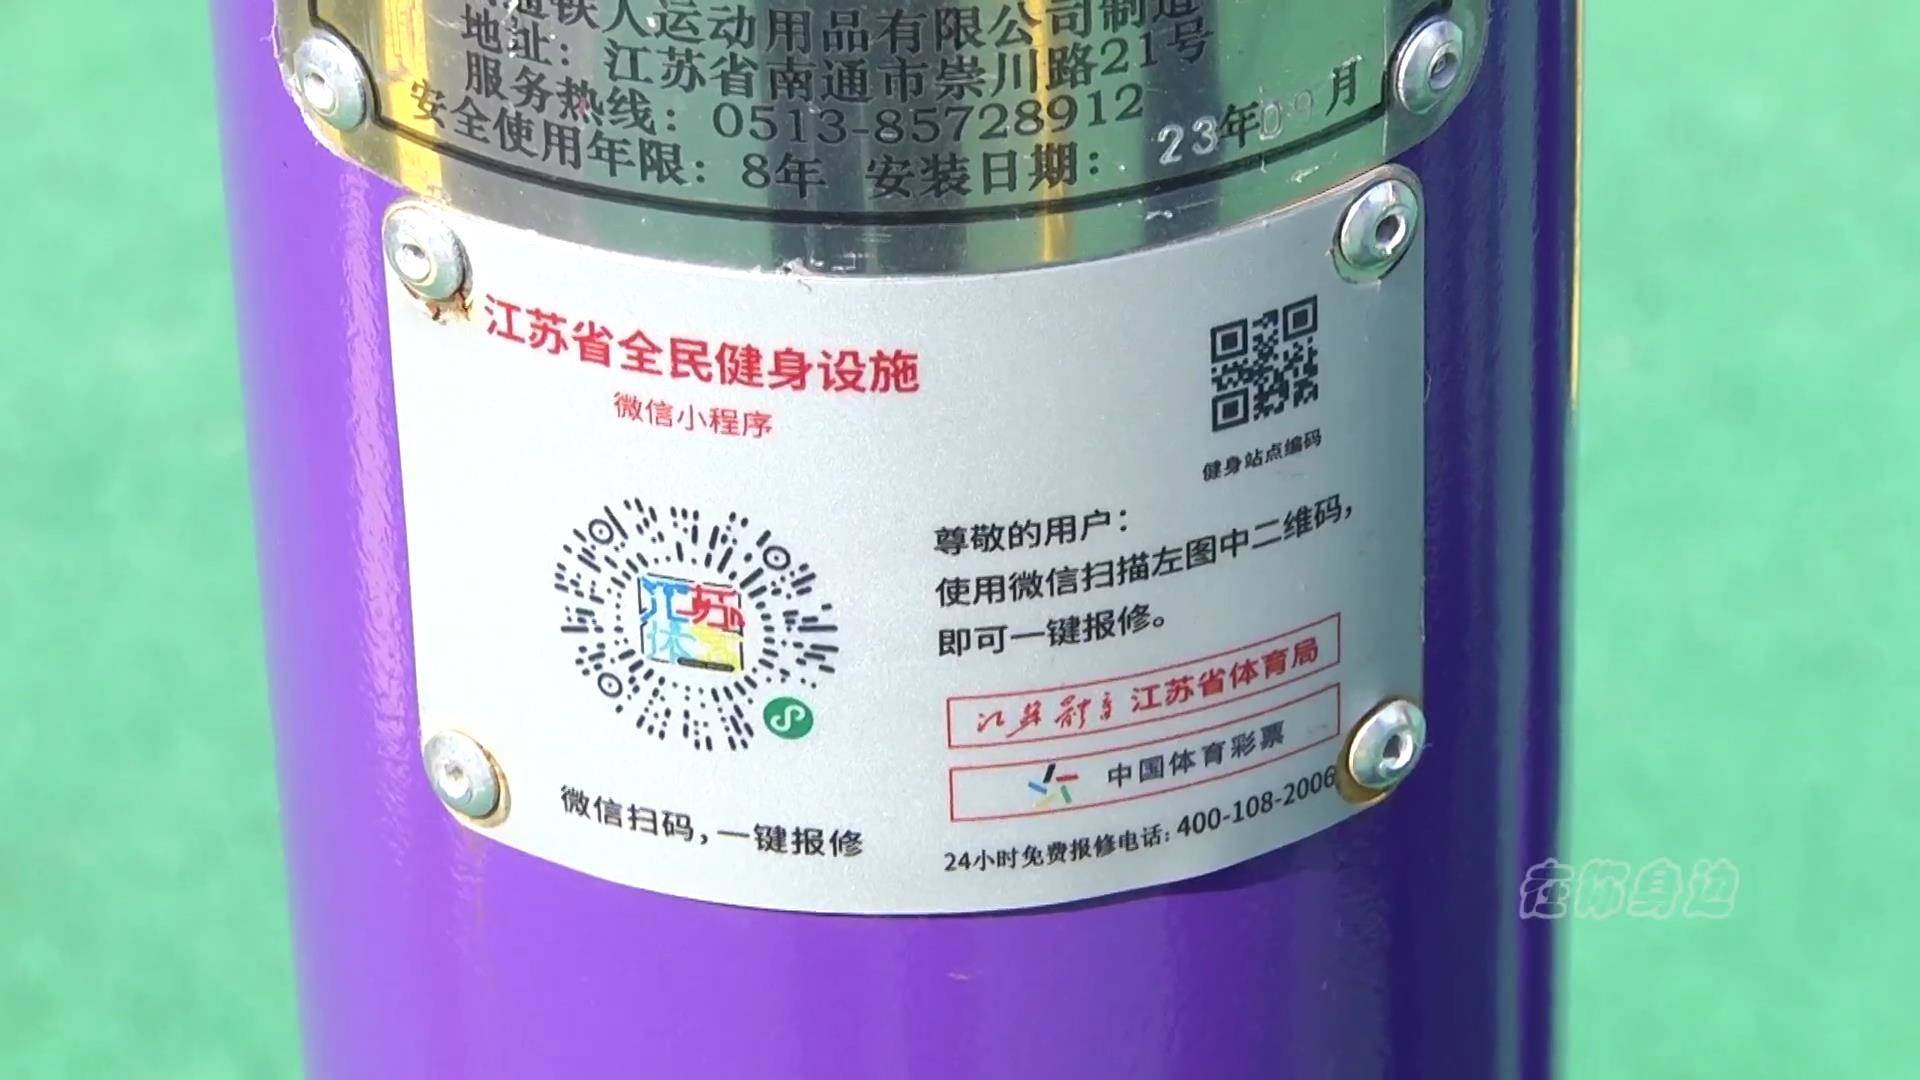 通铁人运动用品有限公司制造
地址：江苏省南通市崇川路21号
服务热线：0513-85728912
安全使用年限：8年 安装日期：23年09月
江苏省全民健身设施
微信小程序
健身站点编码
尊敬的用户：
使用微信扫描左图中二维码，
即可一键报修。
江苏体育 江苏省体育局
中国体育彩票
微信扫码，一键报修
24小时免费报修电话：400-108-2006
在你身边